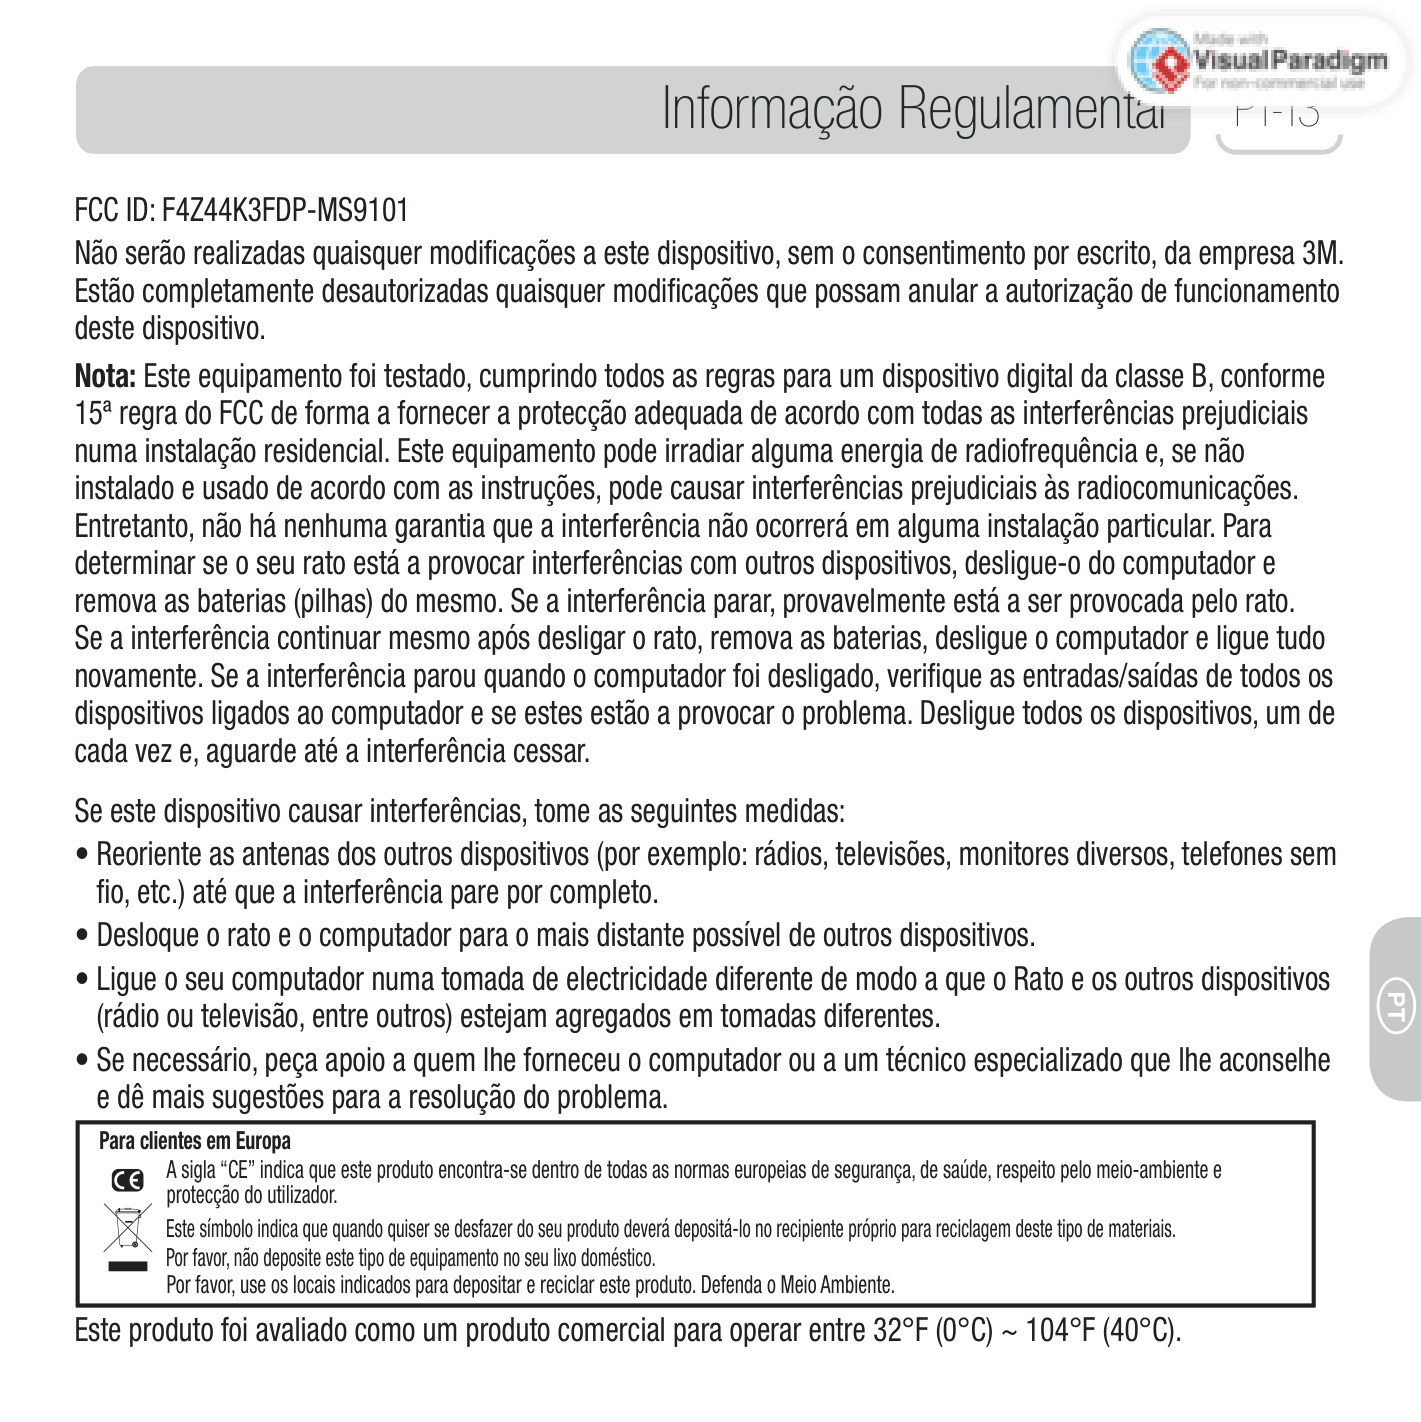 Made with
Visual Paradigm
For non-commercial use
Informação Regulamental
PT-13
FCC ID: F4Z44K3FDP-MS9101
Não serão realizadas quaisquer modificações a este dispositivo, sem o consentimento por escrito, da empresa 3M.
Estão completamente desautorizadas quaisquer modificações que possam anular a autorização de funcionamento
deste dispositivo.
Nota: Este equipamento foi testado, cumprindo todos as regras para um dispositivo digital da classe B, conforme
15ª regra do FCC de forma a fornecer a protecção adequada de acordo com todas as interferências prejudiciais
numa instalação residencial. Este equipamento pode irradiar alguma energia de radiofrequência e, se não
instalado e usado de acordo com as instruções, pode causar interferências prejudiciais às radiocomunicações.
Entretanto, não há nenhuma garantia que a interferência não ocorrerá em alguma instalação particular. Para
determinar se o seu rato está a provocar interferências com outros dispositivos, desligue-o do computador e
remova as baterias (pilhas) do mesmo. Se a interferência parar, provavelmente está a ser provocada pelo rato.
Se a interferência continuar mesmo após desligar o rato, remova as baterias, desligue o computador e ligue tudo
novamente. Se a interferência parou quando o computador foi desligado, verifique as entradas/saídas de todos os
dispositivos ligados ao computador e se estes estão a provocar o problema. Desligue todos os dispositivos, um de
cada vez e, aguarde até a interferência cessar.
Se este dispositivo causar interferências, tome as seguintes medidas:
• Reoriente as antenas dos outros dispositivos (por exemplo: rádios, televisões, monitores diversos, telefones sem
fio, etc.) até que a interferência pare por completo.
• Desloque o rato e o computador para o mais distante possível de outros dispositivos.
• Ligue o seu computador numa tomada de electricidade diferente de modo a que o Rato e os outros dispositivos
(rádio ou televisão, entre outros) estejam agregados em tomadas diferentes.
• Se necessário, peça apoio a quem lhe forneceu o computador ou a um técnico especializado que lhe aconselhe
e dê mais sugestões para a resolução do problema.
PT
Para clientes em Europa
CE
A sigla “CE” indica que este produto encontra-se dentro de todas as normas europeias de segurança, de saúde, respeito pelo meio-ambiente e
protecção do utilizador.
Este símbolo indica que quando quiser se desfazer do seu produto deverá depositá-lo no recipiente próprio para reciclagem deste tipo de materiais.
Por favor, não deposite este tipo de equipamento no seu lixo doméstico.
Por favor, use os locais indicados para depositar e reciclar este produto. Defenda o Meio Ambiente.
Este produto foi avaliado como um produto comercial para operar entre 32°F (0°C) ~ 104°F (40°C).